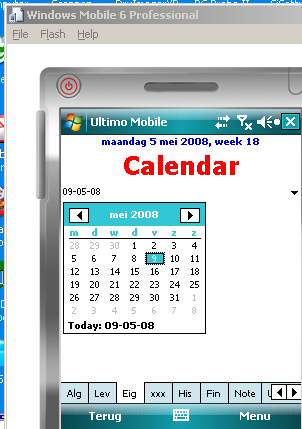 Windows Mobile 6 Professional
File Flash Help
Ultimo Mobile
maandag 5 mei 2008, week 18
Calendar
09-05-08
mei 2008
m d w d v z z
28 29 30 1 2 3 4
5 6 7 8 9 10 11
12 13 14 15 16 17 18
19 20 21 22 23 24 25
26 27 28 29 30 31 1
2 3 4 5 6 7 8
Today: 09-05-08
Alg Lev Eig xxx His Fin Note
Terug Menu